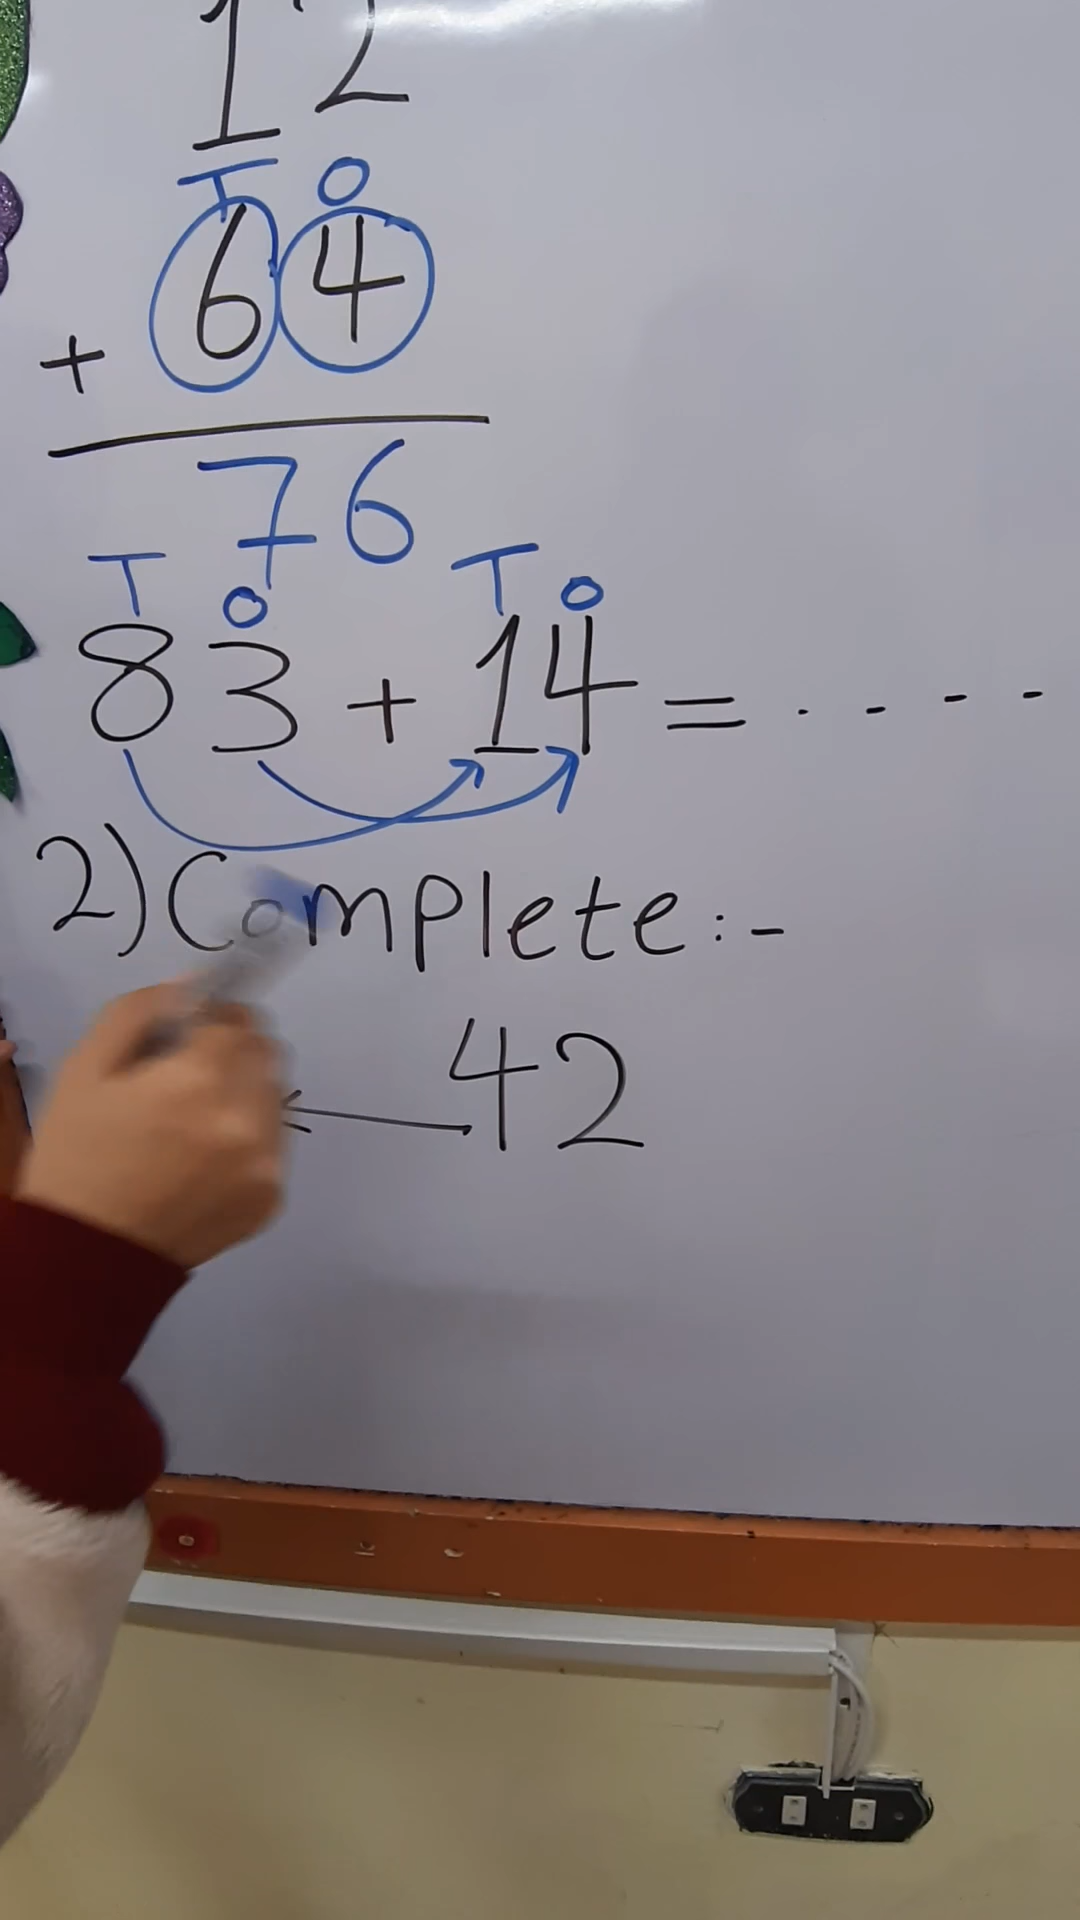 12
T O
64
+
76
T O T O
83 + 14 = . . - -
2) Complete :-
42